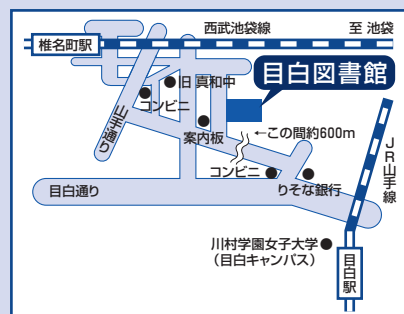 西武池袋線
至 池袋
椎名町駅
旧 真和中
目白図書館
コンビニ
山手通り
案内板
←この間約600m
JR山手線
コンビニ
りそな銀行
目白通り
川村学園女子大学
(目白キャンパス)
目白駅